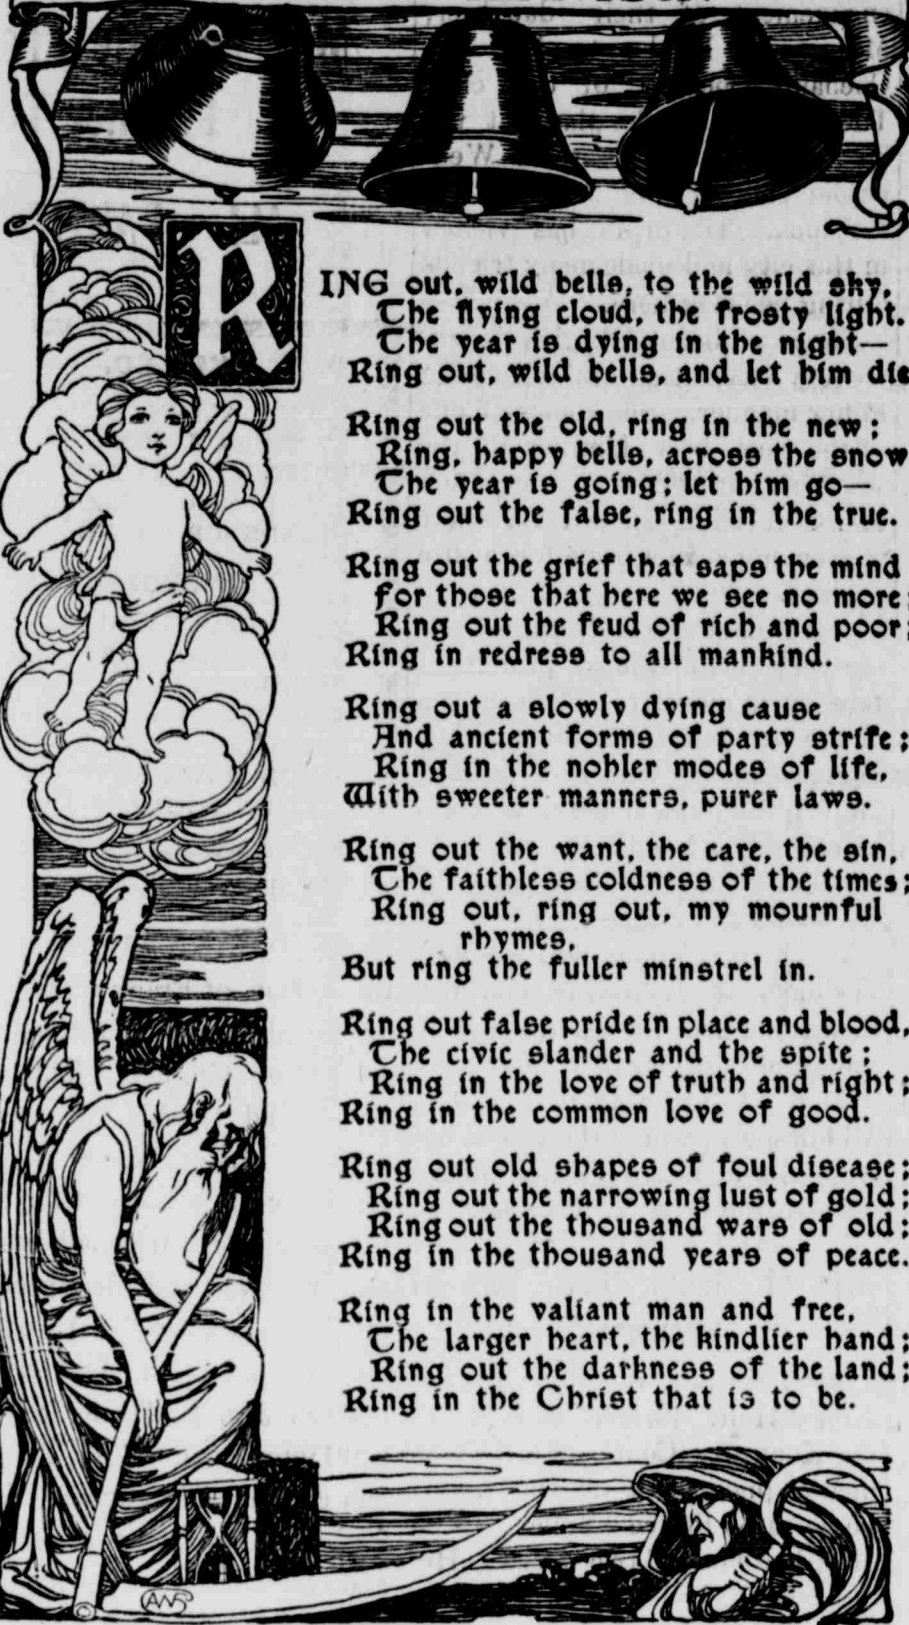 RING out, wild bells, to the wild sky,
The flying cloud, the frosty light.
The year is dying in the night—
Ring out, wild bells, and let him die
Ring out the old, ring in the new;
Ring, happy bells, across the snow
The year is going; let him go—
Ring out the false, ring in the true.
Ring out the grief that saps the mind
For those that here we see no more;
Ring out the feud of rich and poor;
Ring in redress to all mankind.
Ring out a slowly dying cause
And ancient forms of party strife;
Ring in the nobler modes of life,
With sweeter manners, purer laws.
Ring out the want, the care, the sin,
The faithless coldness of the times;
Ring out, ring out, my mournful
rhymes,
But ring the fuller minstrel in.
Ring out false pride in place and blood,
The civic slander and the spite;
Ring in the love of truth and right;
Ring in the common love of good.
Ring out old shapes of foul disease;
Ring out the narrowing lust of gold;
Ring out the thousand wars of old;
Ring in the thousand years of peace.
Ring in the valiant man and free,
The larger heart, the kindlier hand;
Ring out the darkness of the land;
Ring in the Christ that is to be.